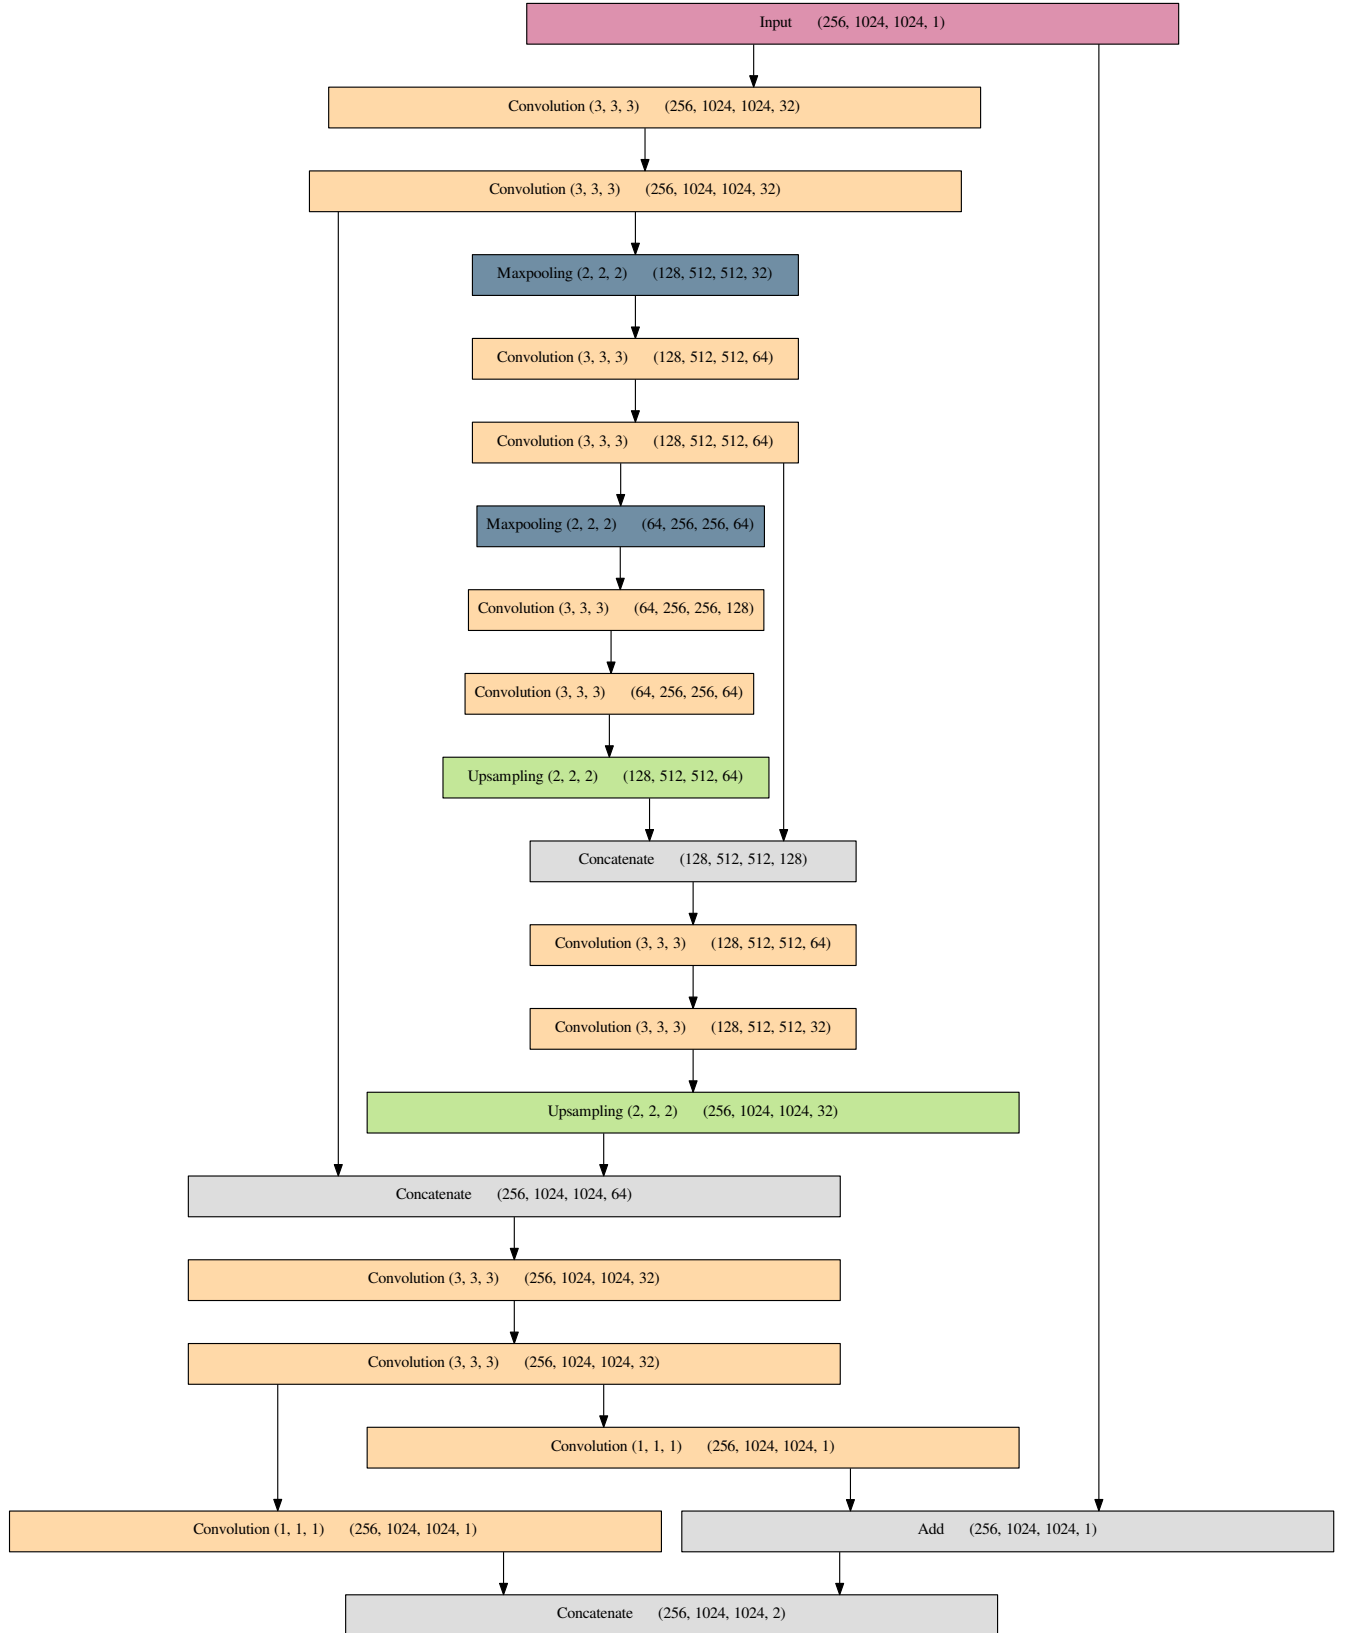 Input (256, 1024, 1024, 1)
Convolution (3, 3, 3) (256, 1024, 1024, 32)
Convolution (3, 3, 3) (256, 1024, 1024, 32)
Maxpooling (2, 2, 2) (128, 512, 512, 32)
Convolution (3, 3, 3) (128, 512, 512, 64)
Convolution (3, 3, 3) (128, 512, 512, 64)
Maxpooling (2, 2, 2) (64, 256, 256, 64)
Convolution (3, 3, 3) (64, 256, 256, 128)
Convolution (3, 3, 3) (64, 256, 256, 64)
Upsampling (2, 2, 2) (128, 512, 512, 64)
Concatenate (128, 512, 512, 128)
Convolution (3, 3, 3) (128, 512, 512, 64)
Convolution (3, 3, 3) (128, 512, 512, 32)
Upsampling (2, 2, 2) (256, 1024, 1024, 32)
Concatenate (256, 1024, 1024, 64)
Convolution (3, 3, 3) (256, 1024, 1024, 32)
Convolution (3, 3, 3) (256, 1024, 1024, 32)
Convolution (1, 1, 1) (256, 1024, 1024, 1)
Convolution (1, 1, 1) (256, 1024, 1024, 1)
Add (256, 1024, 1024, 1)
Concatenate (256, 1024, 1024, 2)